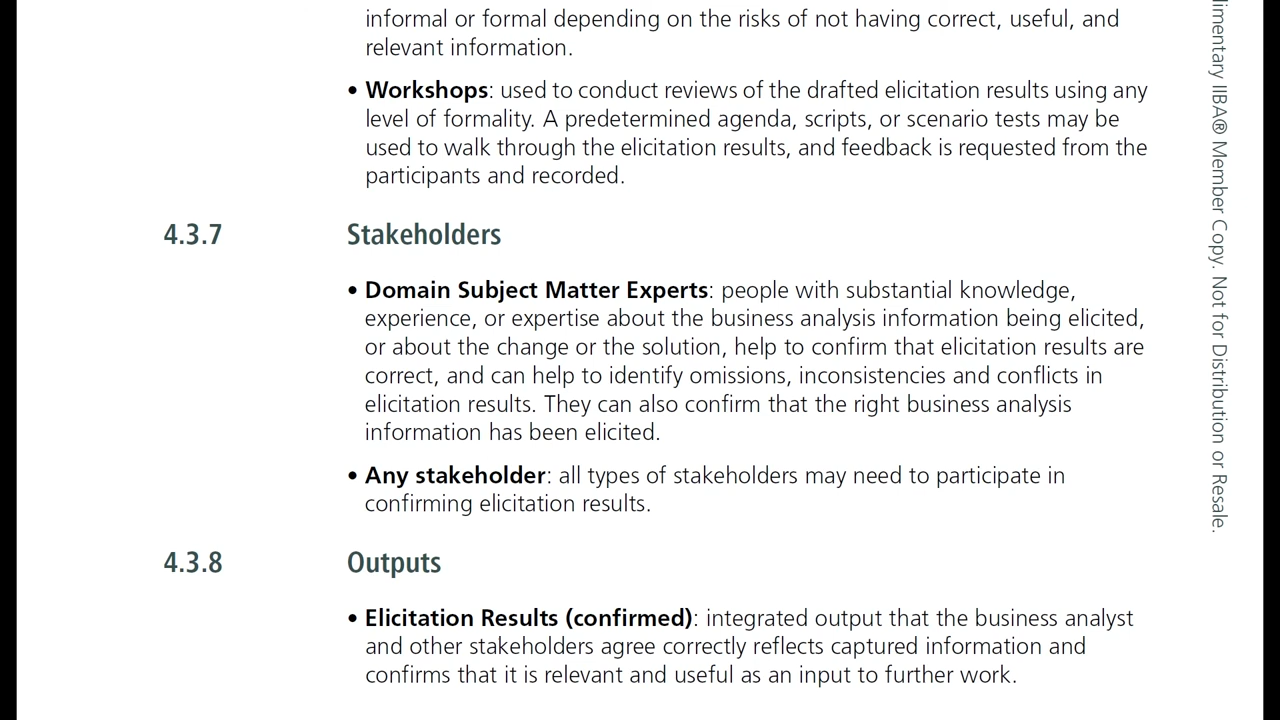 informal or formal depending on the risks of not having correct, useful, and
relevant information.
• Workshops: used to conduct reviews of the drafted elicitation results using any
level of formality. A predetermined agenda, scripts, or scenario tests may be
used to walk through the elicitation results, and feedback is requested from the
participants and recorded.
4.3.7 Stakeholders
• Domain Subject Matter Experts: people with substantial knowledge,
experience, or expertise about the business analysis information being elicited,
or about the change or the solution, help to confirm that elicitation results are
correct, and can help to identify omissions, inconsistencies and conflicts in
elicitation results. They can also confirm that the right business analysis
information has been elicited.
• Any stakeholder: all types of stakeholders may need to participate in
confirming elicitation results.
4.3.8 Outputs
• Elicitation Results (confirmed): integrated output that the business analyst
and other stakeholders agree correctly reflects captured information and
confirms that it is relevant and useful as an input to further work.
limentary IIBA® Member Copy. Not for Distribution or Resale.